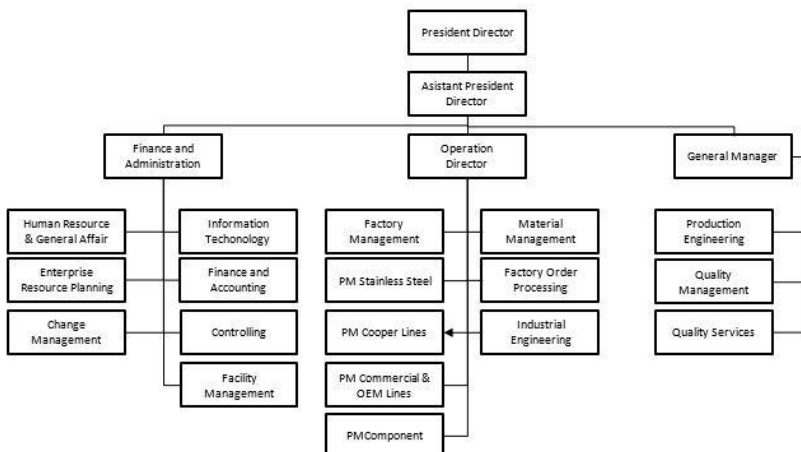 President Director
Asistant President
Director
Finance and
Administration
Operation
Director
General Manager
Human Resource
& General Affair
Information
Techonology
Factory
Management
Material
Management
Production
Engineering
Enterprise
Resource Planning
Finance and
Accounting
PM Stainless Steel
Factory Order
Processing
Quality
Management
Change
Management
Controlling
PM Cooper Lines
Industrial
Engineering
Quality Services
Facility
Management
PM Commercial &
OEM Lines
PMComponent